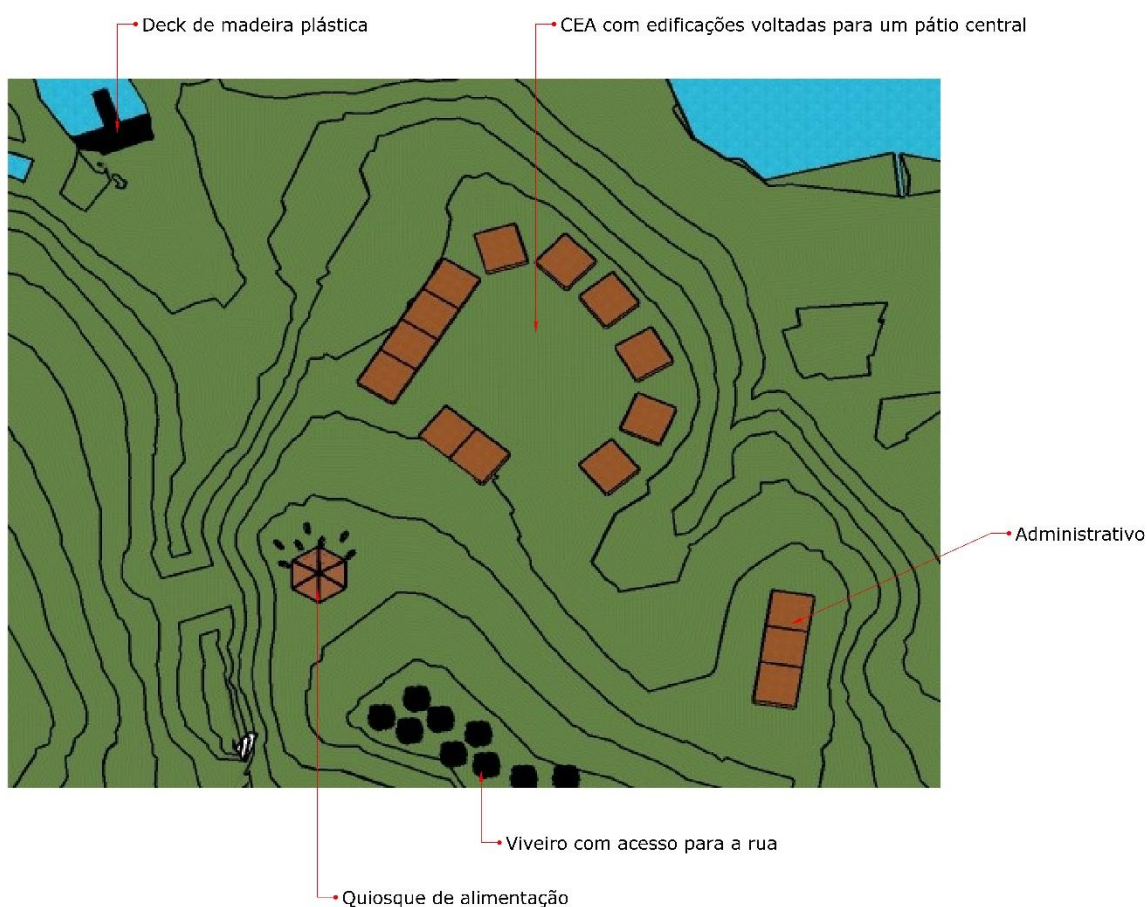 Deck de madeira plástica
CEA com edificações voltadas para um pátio central
Administrativo
Viveiro com acesso para a rua
Quiosque de alimentação